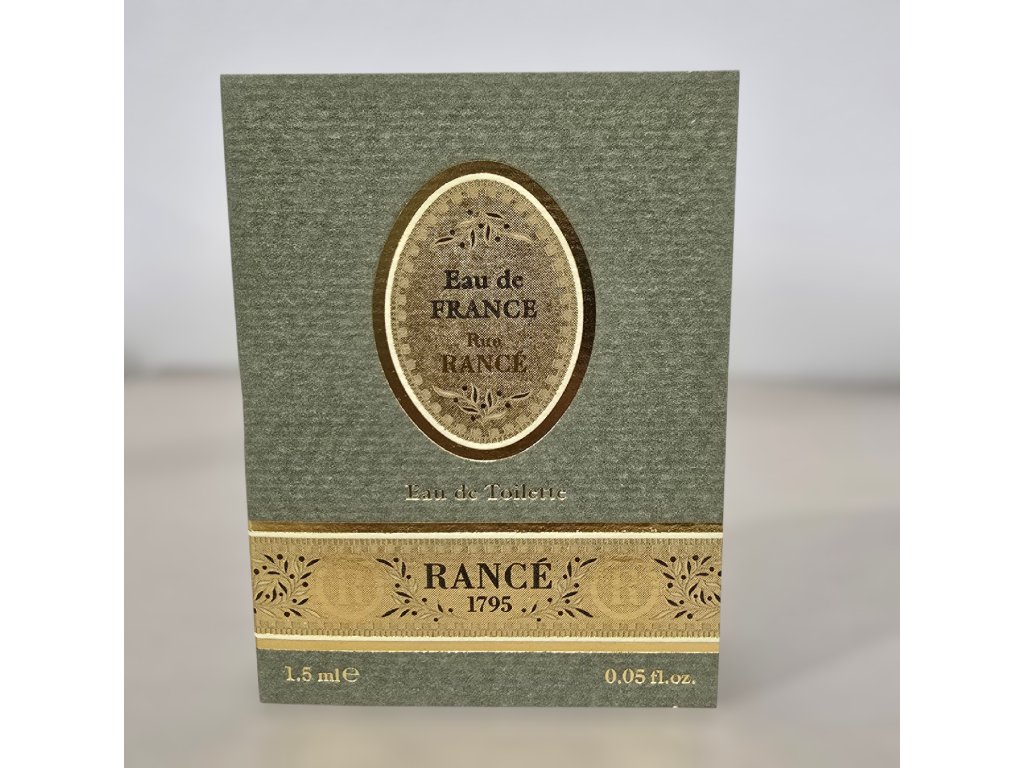 Eau de
FRANCE
Rue
RANCÉ
Eau de Toilette
RANCÉ
1795
1.5 ml ℮
0.05 fl.oz.